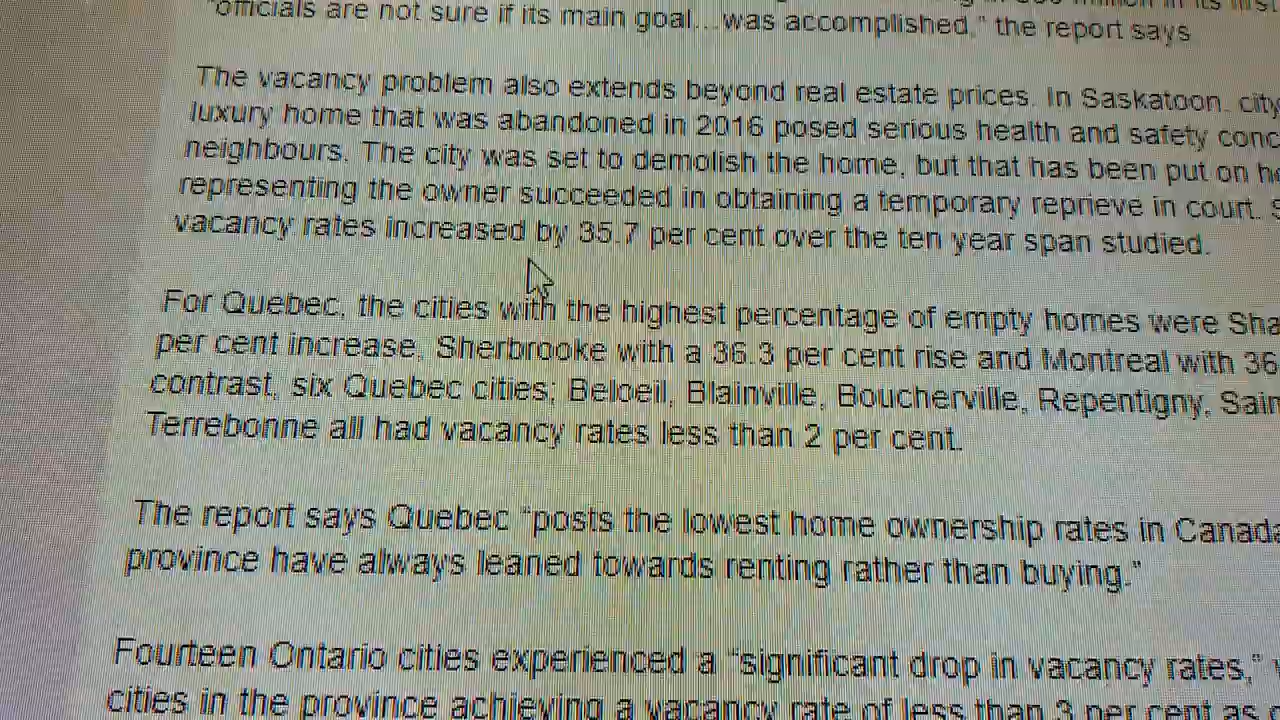 "officials are not sure if its main goal... was accomplished," the report says
The vacancy problem also extends beyond real estate prices. In Saskatoon, city
luxury home that was abandoned in 2016 posed serious health and safety conc
neighbours. The city was set to demolish the home, but that has been put on
representing the owner succeeded in obtaining a temporary reprieve in court.
vacancy rates increased by 35.7 per cent over the ten year span studied.
For Quebec, the cities with the highest percentage of empty homes were Sha
per cent increase, Sherbrooke with a 36.3 per cent rise and Montreal with 36
contrast, six Quebec cities; Beloeil, Blainville, Boucherville, Repentigny, Sain
Terrebonne all had vacancy rates less than 2 per cent.
The report says Quebec "posts the lowest home ownership rates in Canada
province have always leaned towards renting rather than buying."
Fourteen Ontario cities experienced a "significant drop in vacancy rates,"
cities in the province achieving a vacancy rate of less than 3 per cent as